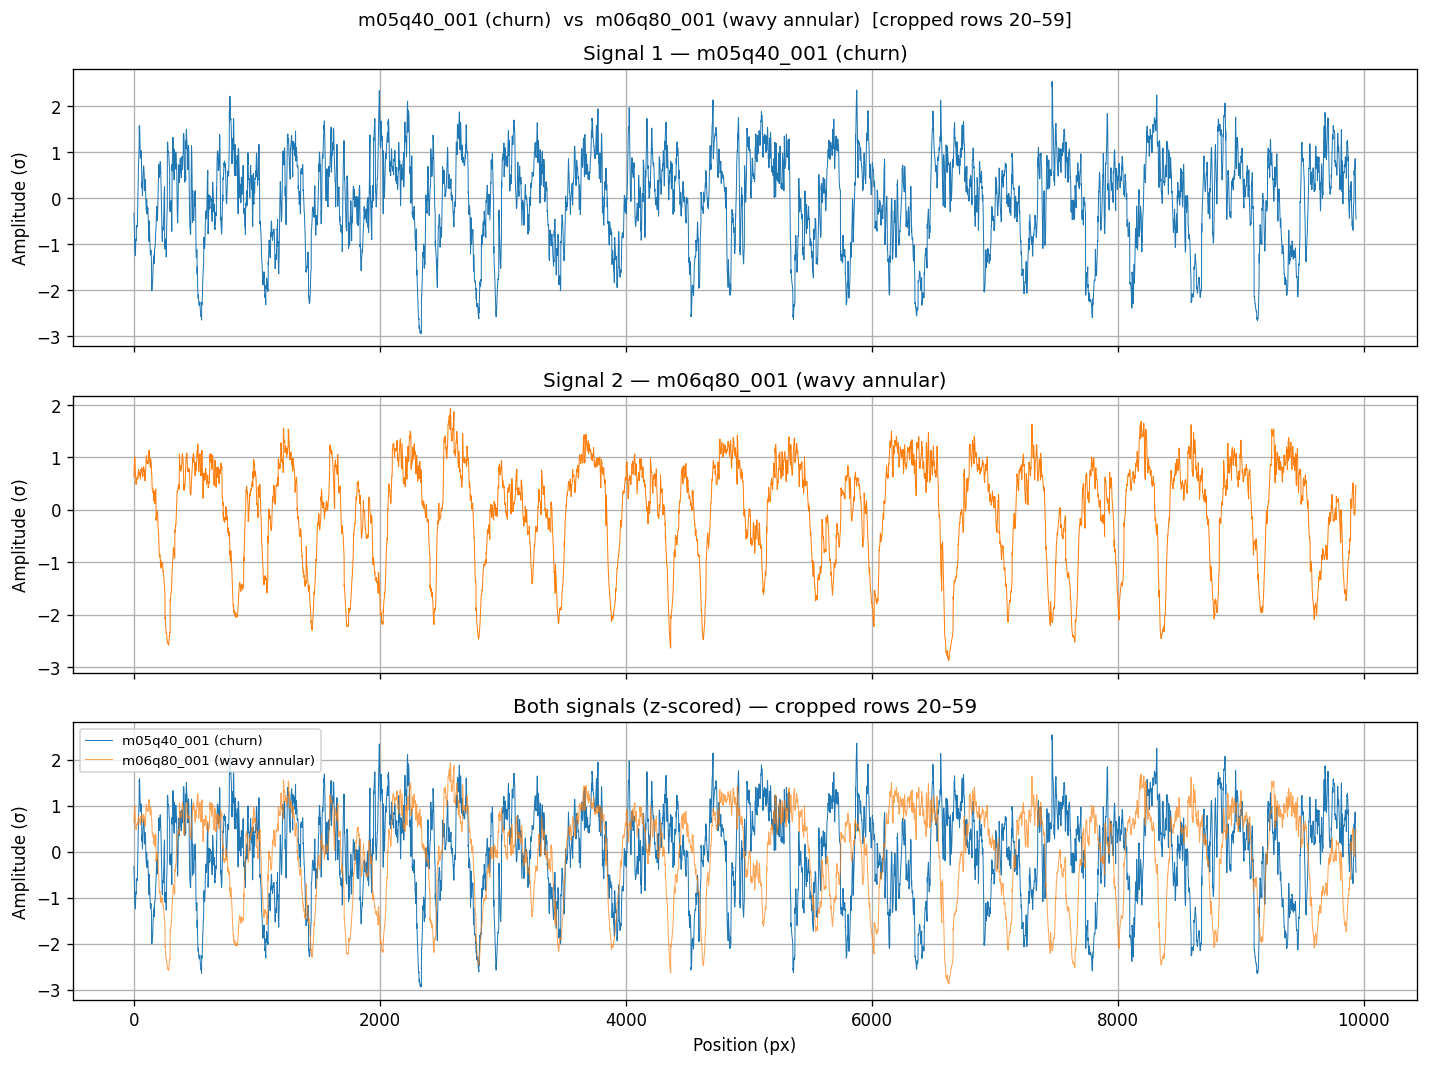 m05q40_001 (churn)  vs  m06q80_001 (wavy annular)  [cropped rows 20–59]
Signal 1 — m05q40_001 (churn)
Amplitude (σ)
2
1
0
−1
−2
−3
Signal 2 — m06q80_001 (wavy annular)
Amplitude (σ)
2
1
0
−1
−2
−3
Both signals (z-scored) — cropped rows 20–59
m05q40_001 (churn)
m06q80_001 (wavy annular)
Amplitude (σ)
2
1
0
−1
−2
−3
0 2000 4000 6000 8000 10000
Position (px)